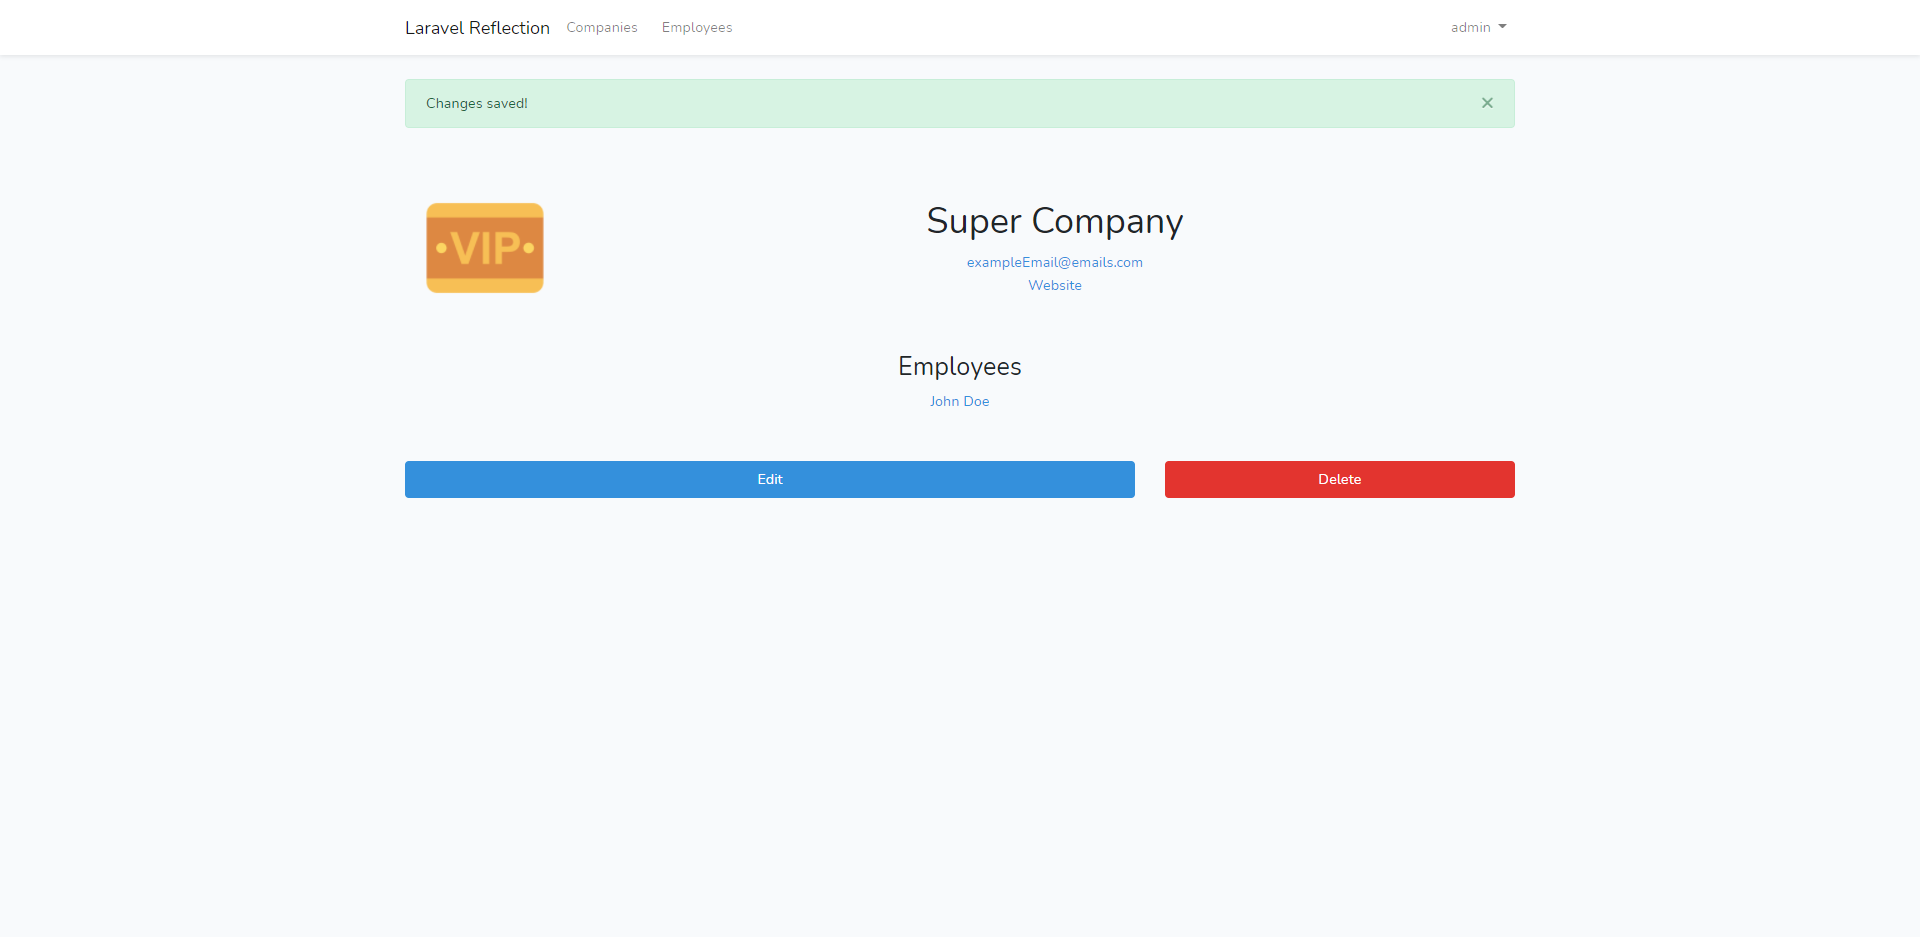 Laravel Reflection Companies Employees admin
Changes saved! ×
•VIP•
Super Company
exampleEmail@emails.com
Website
Employees
John Doe
Edit Delete